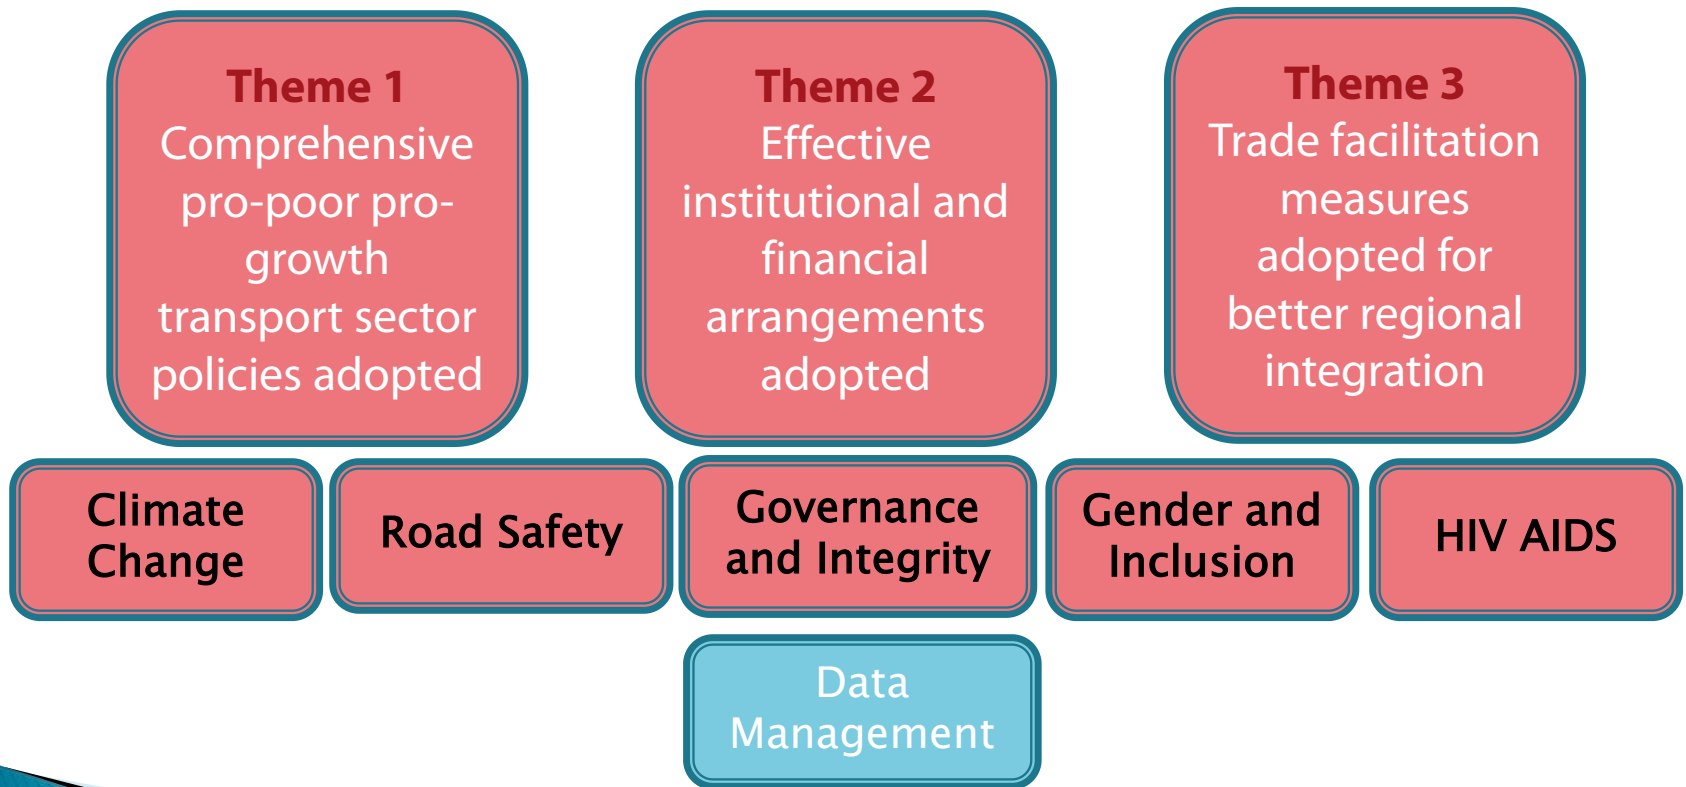 Theme 1
Comprehensive
pro-poor pro-
growth
transport sector
policies adopted
Theme 2
Effective
institutional and
financial
arrangements
adopted
Theme 3
Trade facilitation
measures
adopted for
better regional
integration
Climate
Change
Road Safety
Governance
and Integrity
Gender and
Inclusion
HIV AIDS
Data
Management